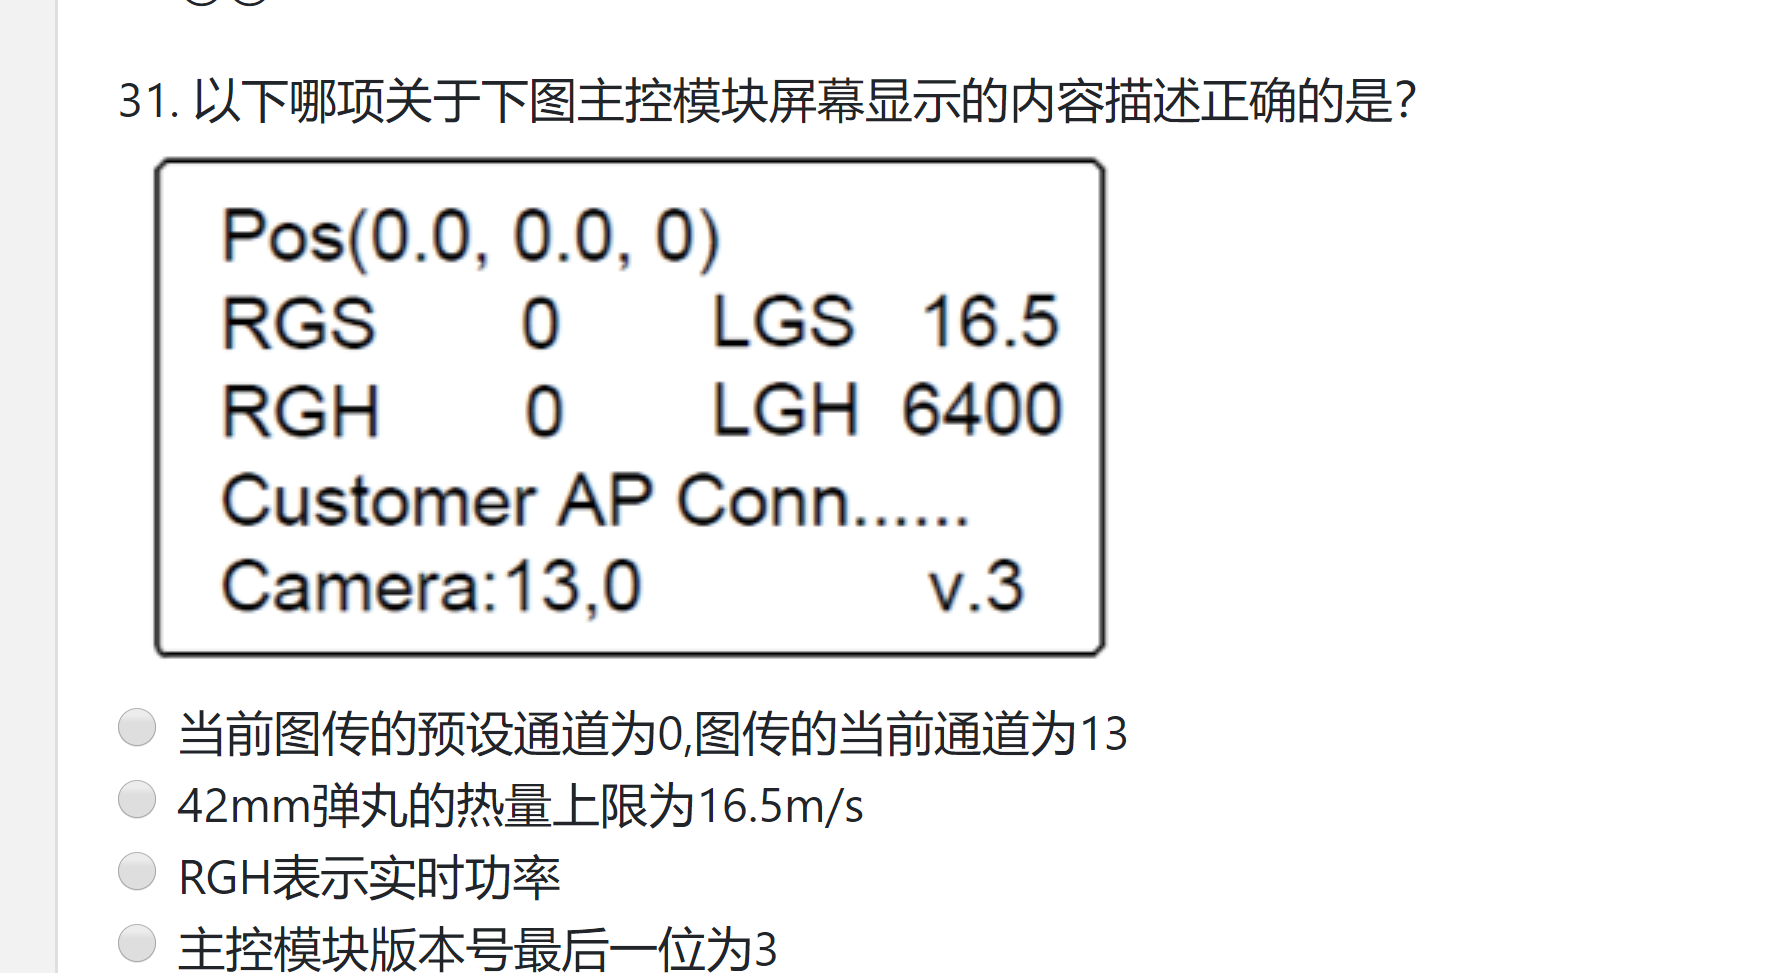 31. 以下哪项关于下图主控模块屏幕显示的内容描述正确的是?
Pos(0.0, 0.0, 0)
RGS 0 LGS 16.5
RGH 0 LGH 6400
Customer AP Conn......
Camera:13,0 v.3
当前图传的预设通道为0,图传的当前通道为13
42mm弹丸的热量上限为16.5m/s
RGH表示实时功率
主控模块版本号最后一位为3